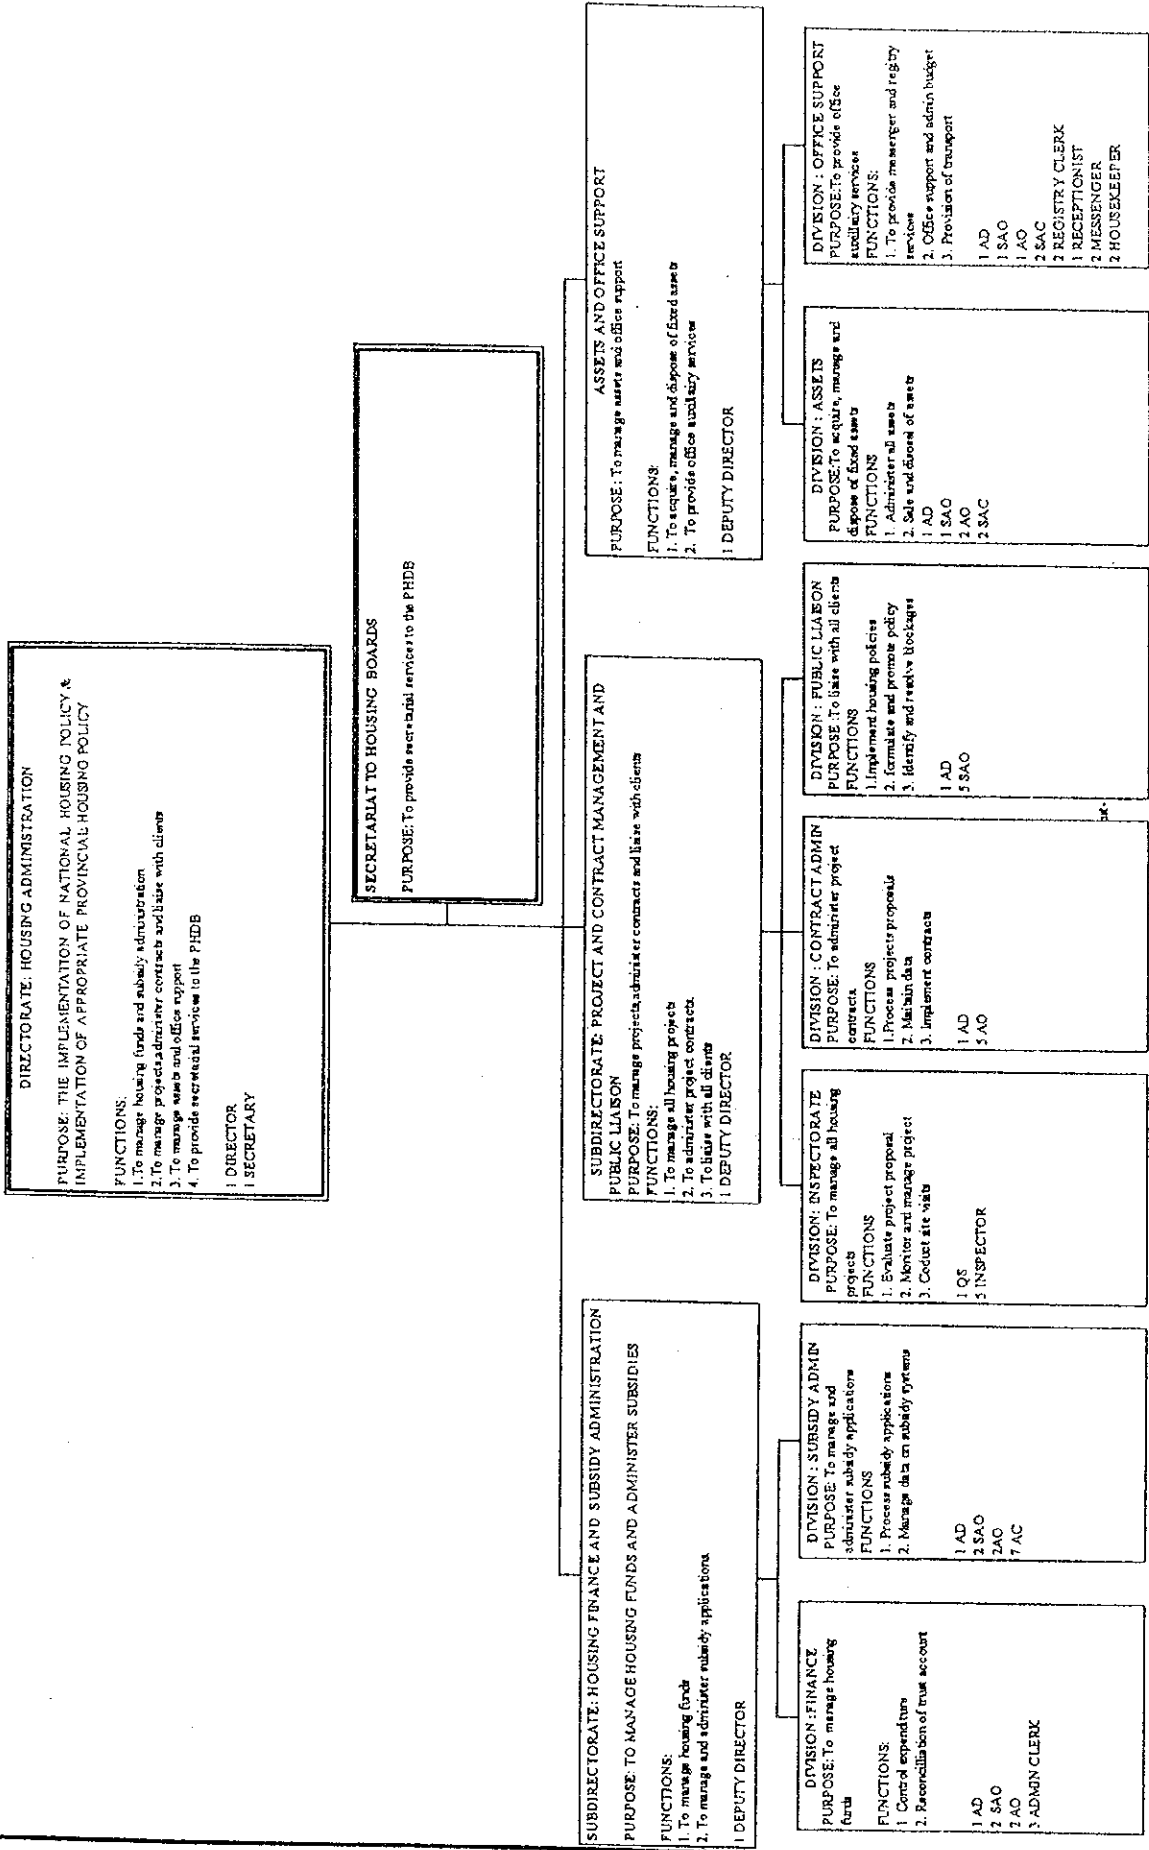 DIRECTORATE: HOUSING ADMINISTRATION
PURPOSE: THE IMPLEMENTATION OF NATIONAL HOUSING POLICY &
IMPLEMENTATION OF APROPRIATE PROVINCIAL HOUSING POLICY
FUNCTIONS:
1.To manage housing funds and subsidy administration
2.To manage projects,administer contracts and liaise with clients
3. To manage assets and office support
4. To provide secretarial services to the PHDB
1 DIRECTOR
1 SECRETARY
SECRETARIAT TO HOUSING BOARDS
PURPOSE: To provide secretarial services to the PHDB
SUBDIRECTORATE: HOUSING FINANCE AND SUBSIDY ADMINISTRATION
PURPOSE: TO MANAGE HOUSING FUNDS AND ADMINISTER SUBSIDIES
FUNCTIONS:
1. To manage housing funds
2. To manage and administer subsidy applications.
1 DEPUTY DIRECTOR
SUBDIRECTORATE: PROJECT AND CONTRACT MANAGEMENT AND
PUBLIC LIAISON
PURPOSE: To manage projects,administer contracts and liaise with clients
FUNCTIONS:
1. To manage all housing projects
2. To administer project contracts.
3. To liaise with all clients
1 DEPUTY DIRECTOR
ASSETS AND OFFICE SUPPORT
PURPOSE: To manage assets and office support
FUNCTIONS:
1. To acquire, manage and dispose of fixed assets
2. To provide office auxilairy services
1 DEPUTY DIRECTOR
DIVISION :FINANCE
PURPOSE: To manage housing
funds
FUNCTIONS:
1 Control expenditure
2. Reconcilliation of trust account
1 AD
2 SAO
2 AO
3 ADMIN CLERK
DIVISION : SUBSIDY ADMIN
PURPOSE: To manage and
administer subsidy applications
FUNCTIONS
1. Process subsidy applications
2. Manage data on subsidy systems
1 AD
2 SAO
2AO
7 AC
DIVISION: INSPECTORATE
PURPOSE: To manage all housing
projects
FUNCTIONS
1. Evaluate project proposal
2. Monitor and manage project
3. Coduct site visits
1 QS
5 INSPECTOR
DIVISION : CONTRACT ADMIN
PURPOSE: To administer project
contracts.
FUNCTIONS
1.Process projects proposals
2. Maitain data
3. Implement contracts
1 AD
5 AO
DIVISION : PUBLIC LIAISON
PURPOSE :To liaise with all clients
FUNCTIONS
1.Implement housing policies
2. formulate and promote policy
3. Identify and resolve blockages
1 AD
5 SAO
DIVISION : ASSETS
PURPOSE:To acquire, manage and
dispose of fixed assets
FUNCTIONS
1. Administer all assets
2. Sale and disosal of assets
1 AD
1 SAO
2 AO
2 SAC
DIVISION : OFFICE SUPPORT
PURPOSE:To provide office
auxillairy services
FUNCTIONS:
1. To provide messenger and registry
services
2. Office support and admin budget
3. Provision of transport
1 AD
1 SAO
1 AO
2 SAC
2 REGISTRY CLERK
1 RECEPTIONIST
2 MESSENGER
2 HOUSEKEEPER